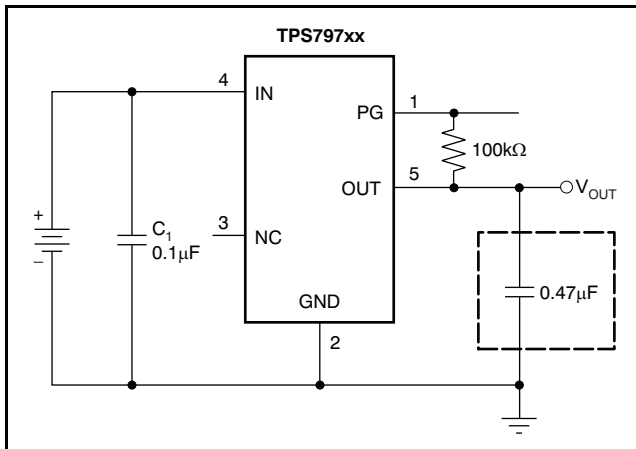 TPS797xx
4
IN
PG
1
100kΩ
5
OUT
V_OUT
+
–
C₁
0.1μF
3
NC
0.47μF
GND
2